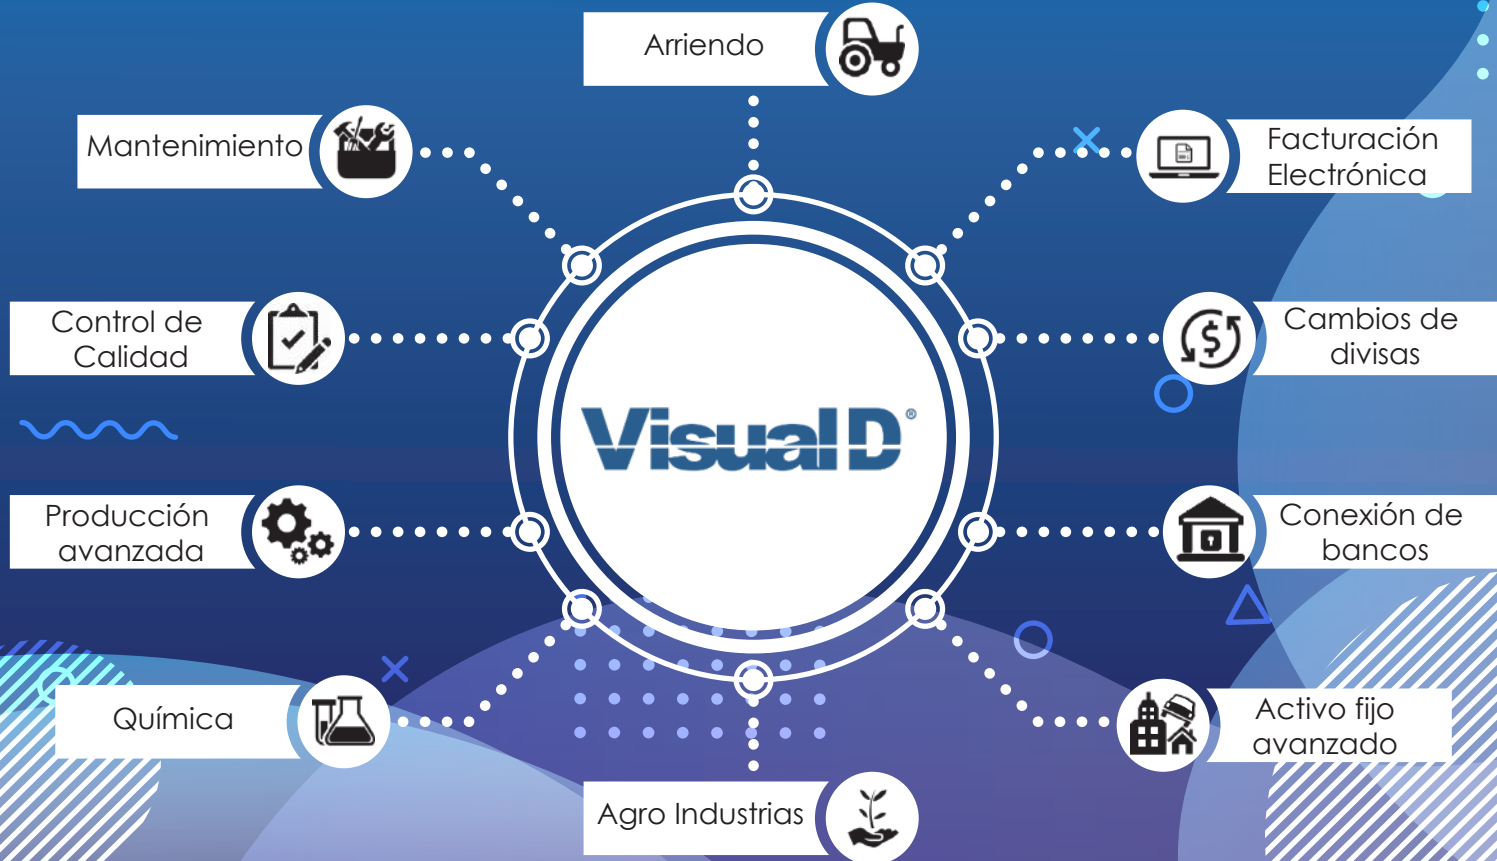 Arriendo
Mantenimiento
Facturación
Electrónica
Control de
Calidad
Cambios de
divisas
Visual D®
Producción
avanzada
Conexión de
bancos
Química
Activo fijo
avanzado
Agro Industrias